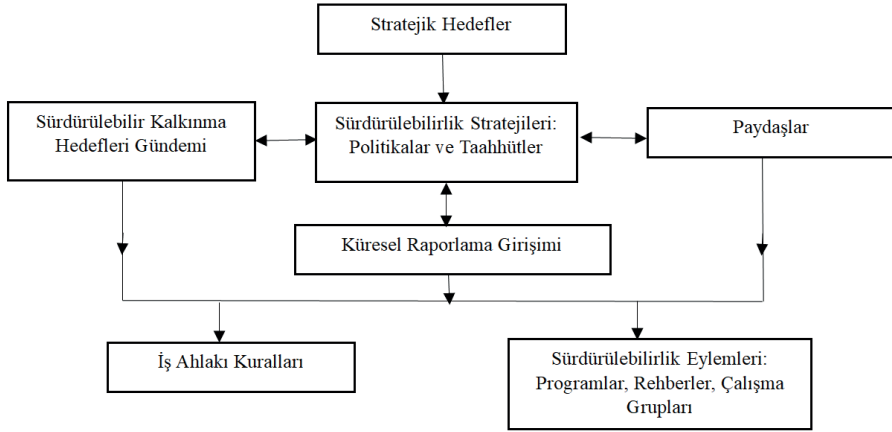 Stratejik Hedefler
Sürdürülebilir Kalkınma
Hedefleri Gündemi
Sürdürülebilirlik Stratejileri:
Politikalar ve Taahhütler
Paydaşlar
Küresel Raporlama Girişimi
İş Ahlakı Kuralları
Sürdürülebilirlik Eylemleri:
Programlar, Rehberler, Çalışma
Grupları